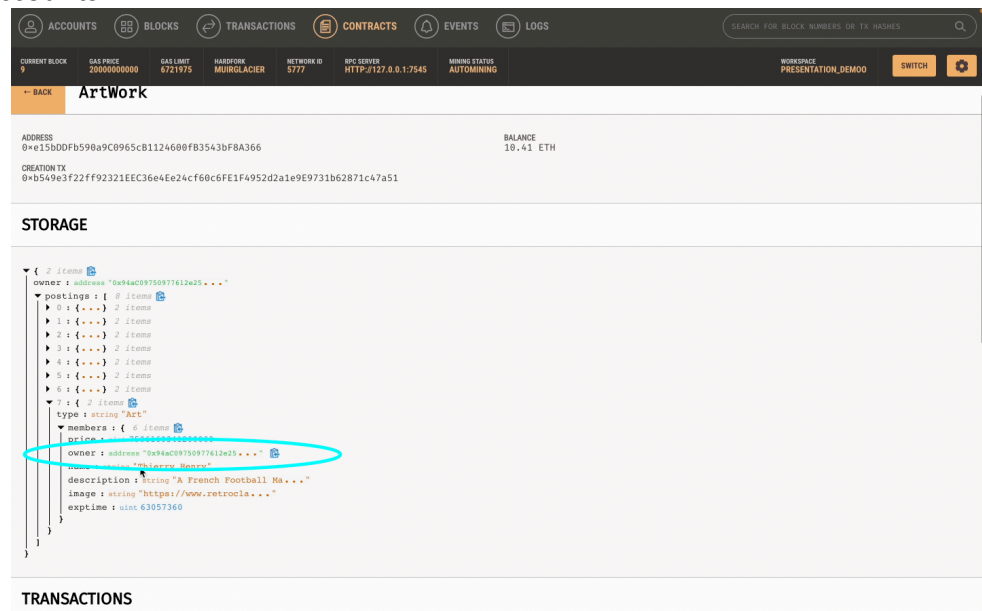 ACCOUNTS BLOCKS TRANSACTIONS CONTRACTS EVENTS LOGS SEARCH FOR BLOCK NUMBERS OR TX HASHES
CURRENT BLOCK GAS PRICE GAS LIMIT HARDFORK NETWORK ID RPC SERVER MINING STATUS WORKSPACE
9 20000000000 6721975 MUIRGLACIER 5777 HTTP://127.0.0.1:7545 AUTOMINING PRESENTATION_DEMOO SWITCH
← BACK ArtWork
ADDRESS BALANCE
0×e15bDDFb590a9C0965cB1124600fB3543bF8A366 10.41 ETH
CREATION TX
0×b549e3f22ff92321EEC36e4Ee24cf60c6FE1F4952d2a1e9E9731b62871c47a51
STORAGE
{ 2 items
owner : address "0x94aC09750977612e25..."
postings : [ 8 items
0 : {...} 2 items
1 : {...} 2 items
2 : {...} 2 items
3 : {...} 2 items
4 : {...} 2 items
5 : {...} 2 items
6 : {...} 2 items
7 : { 2 items
type : string "Art"
members : { 6 items
price : uint
owner : address "0x94aC09750977612e25..."
name : string "Thierry Henry"
description : string "A French Football Ma..."
image : string "https://www.retrocla..."
exptime : uint 63057360
}
}
]
}
TRANSACTIONS